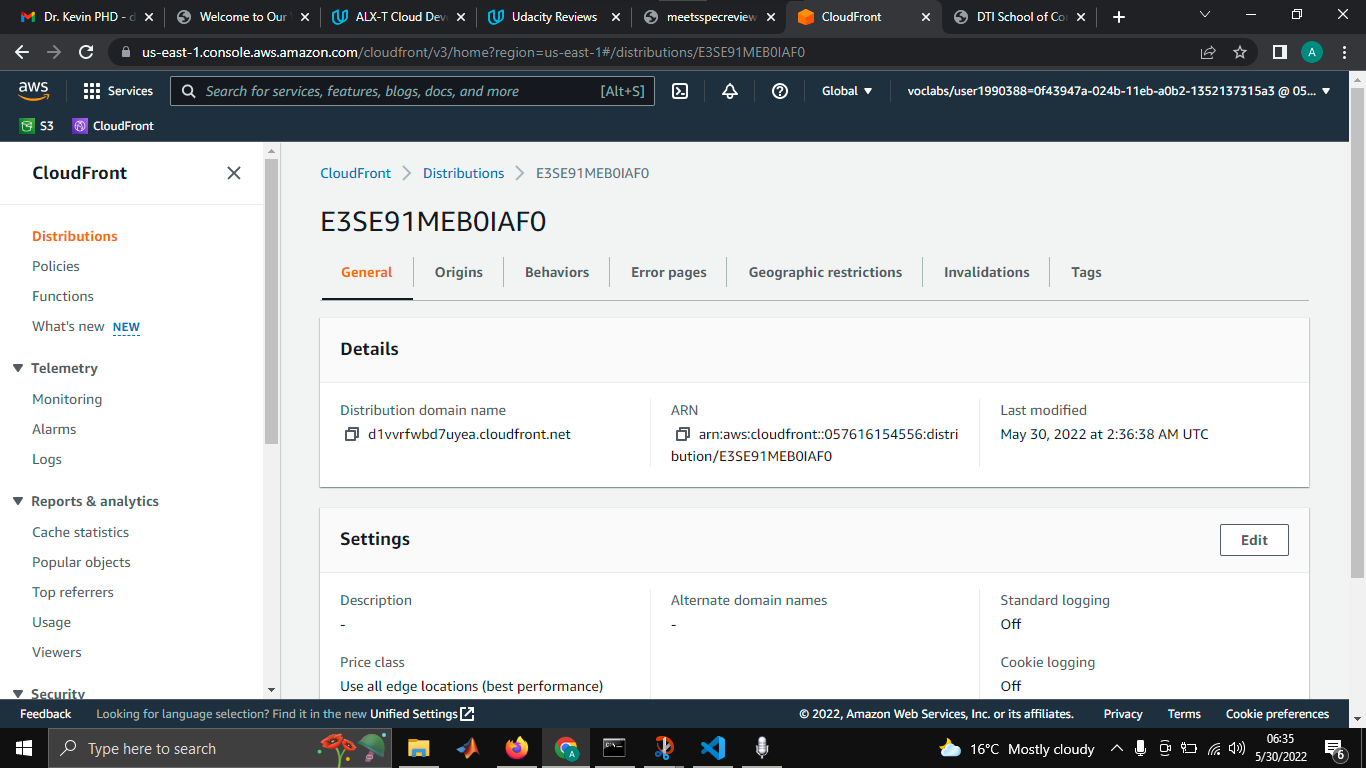 Dr. Kevin PHD - d
Welcome to Our
ALX-T Cloud Dev
Udacity Reviews
meetsspecreview
CloudFront
DTI School of Co
us-east-1.console.aws.amazon.com/cloudfront/v3/home?region=us-east-1#/distributions/E3SE91MEB0IAF0
A
aws
Services
Search for services, features, blogs, docs, and more
[Alt+S]
Global
voclabs/user1990388=0f43947a-024b-11eb-a0b2-1352137315a3 @ 05...
S3
CloudFront
CloudFront
Distributions
Policies
Functions
What's new NEW
Telemetry
Monitoring
Alarms
Logs
Reports & analytics
Cache statistics
Popular objects
Top referrers
Usage
Viewers
Security
CloudFront
Distributions
E3SE91MEB0IAF0
E3SE91MEB0IAF0
General
Origins
Behaviors
Error pages
Geographic restrictions
Invalidations
Tags
Details
Distribution domain name
d1vvrfwbd7uyea.cloudfront.net
ARN
arn:aws:cloudfront::057616154556:distri
bution/E3SE91MEB0IAF0
Last modified
May 30, 2022 at 2:36:38 AM UTC
Settings
Edit
Description
-
Price class
Use all edge locations (best performance)
Alternate domain names
-
Standard logging
Off
Cookie logging
Off
Feedback
Looking for language selection? Find it in the new Unified Settings
© 2022, Amazon Web Services, Inc. or its affiliates.
Privacy
Terms
Cookie preferences
Type here to search
16°C Mostly cloudy
06:35
5/30/2022
6